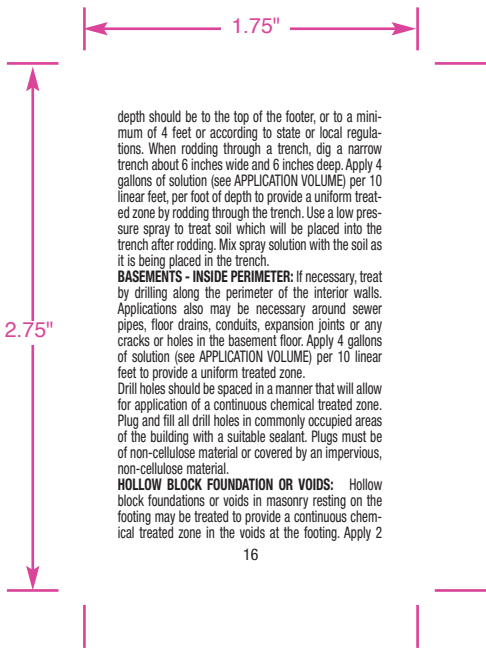 1.75"
2.75"
depth should be to the top of the footer, or to a mini-
mum of 4 feet or according to state or local regula-
tions. When rodding through a trench, dig a narrow
trench about 6 inches wide and 6 inches deep. Apply 4
gallons of solution (see APPLICATION VOLUME) per 10
linear feet, per foot of depth to provide a uniform treat-
ed zone by rodding through the trench. Use a low pres-
sure spray to treat soil which will be placed into the
trench after rodding. Mix spray solution with the soil as
it is being placed in the trench.
BASEMENTS - INSIDE PERIMETER: If necessary, treat
by drilling along the perimeter of the interior walls.
Applications also may be necessary around sewer
pipes, floor drains, conduits, expansion joints or any
cracks or holes in the basement floor. Apply 4 gallons
of solution (see APPLICATION VOLUME) per 10 linear
feet to provide a uniform treated zone.
Drill holes should be spaced in a manner that will allow
for application of a continuous chemical treated zone.
Plug and fill all drill holes in commonly occupied areas
of the building with a suitable sealant. Plugs must be
of non-cellulose material or covered by an impervious,
non-cellulose material.
HOLLOW BLOCK FOUNDATION OR VOIDS: Hollow
block foundations or voids in masonry resting on the
footing may be treated to provide a continuous chem-
ical treated zone in the voids at the footing. Apply 2
16